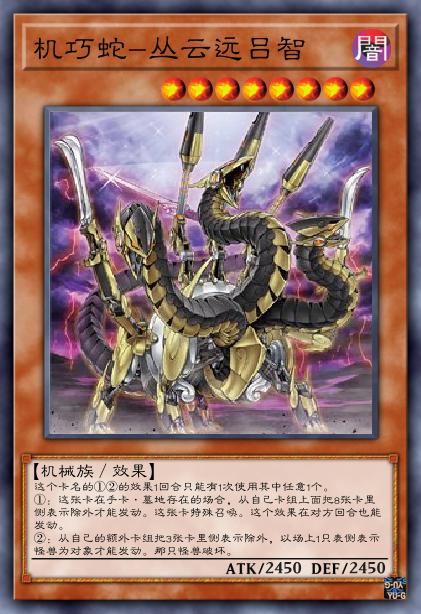 机巧蛇-丛云远吕智
闇
【机械族／效果】
这个卡名的①②的效果1回合只能有1次使用其中任意1个。
①：这张卡在手卡·墓地存在的场合，从自己卡组上面把8张卡里
侧表示除外才能发动。这张卡特殊召唤。这个效果在对方回合也能
发动。
②：从自己的额外卡组把3张卡里侧表示除外，以场上1只表侧表示
怪兽为对象才能发动。那只怪兽破坏。
ATK/2450 DEF/2450